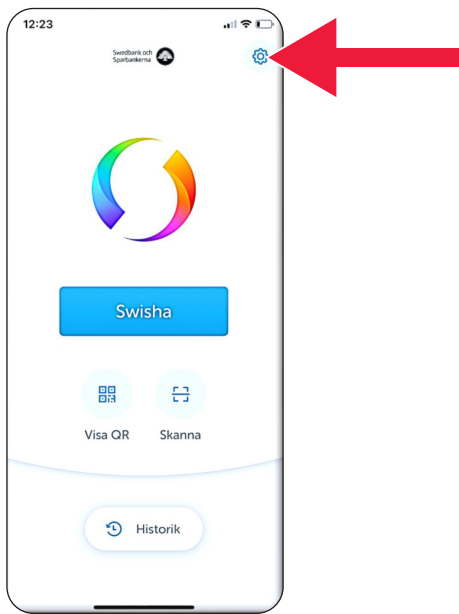 12:23
Swedbank och
Sparbankerna
Swisha
Visa QR
Skanna
Historik